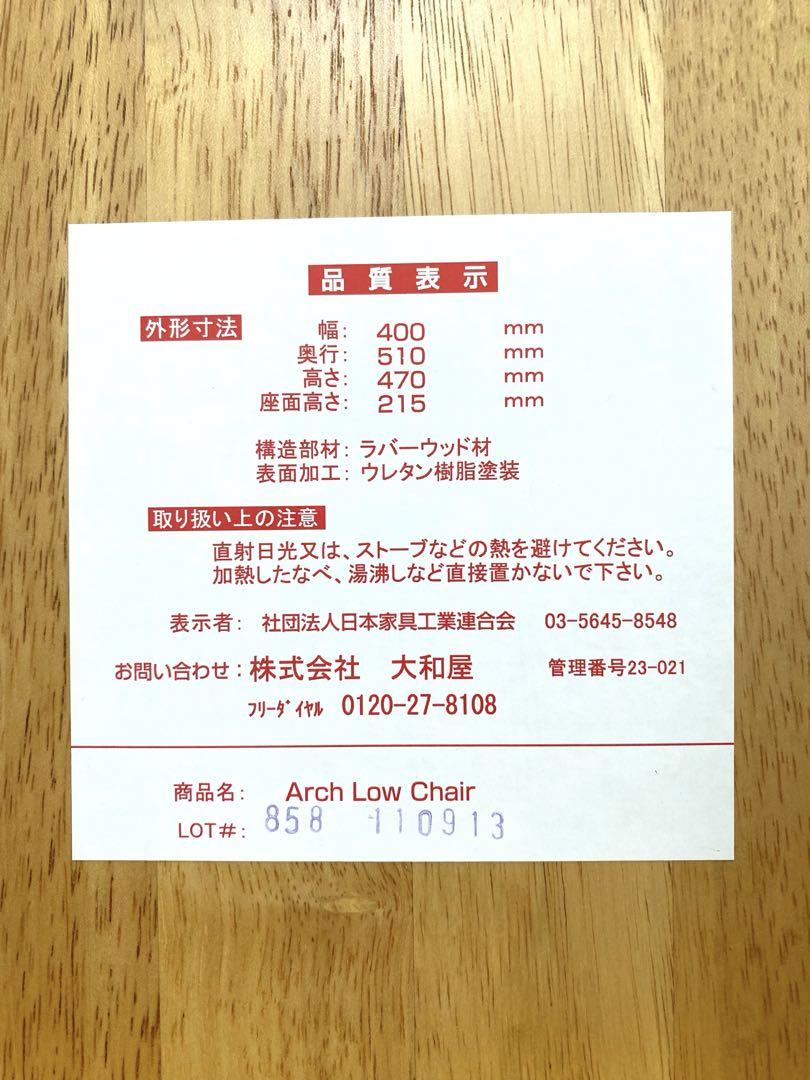 品質表示
外形寸法 幅: 400 mm
奥行: 510 mm
高さ: 470 mm
座面高さ: 215 mm
構造部材: ラバーウッド材
表面加工: ウレタン樹脂塗装
取り扱い上の注意
直射日光又は、ストーブなどの熱を避けてください。
加熱したなべ、湯沸しなど直接置かないで下さい。
表示者: 社団法人日本家具工業連合会 03-5645-8548
お問い合わせ: 株式会社 大和屋 管理番号23-021
ﾌﾘｰﾀﾞｲﾔﾙ 0120-27-8108
商品名: Arch Low Chair
LOT#: 858 110913